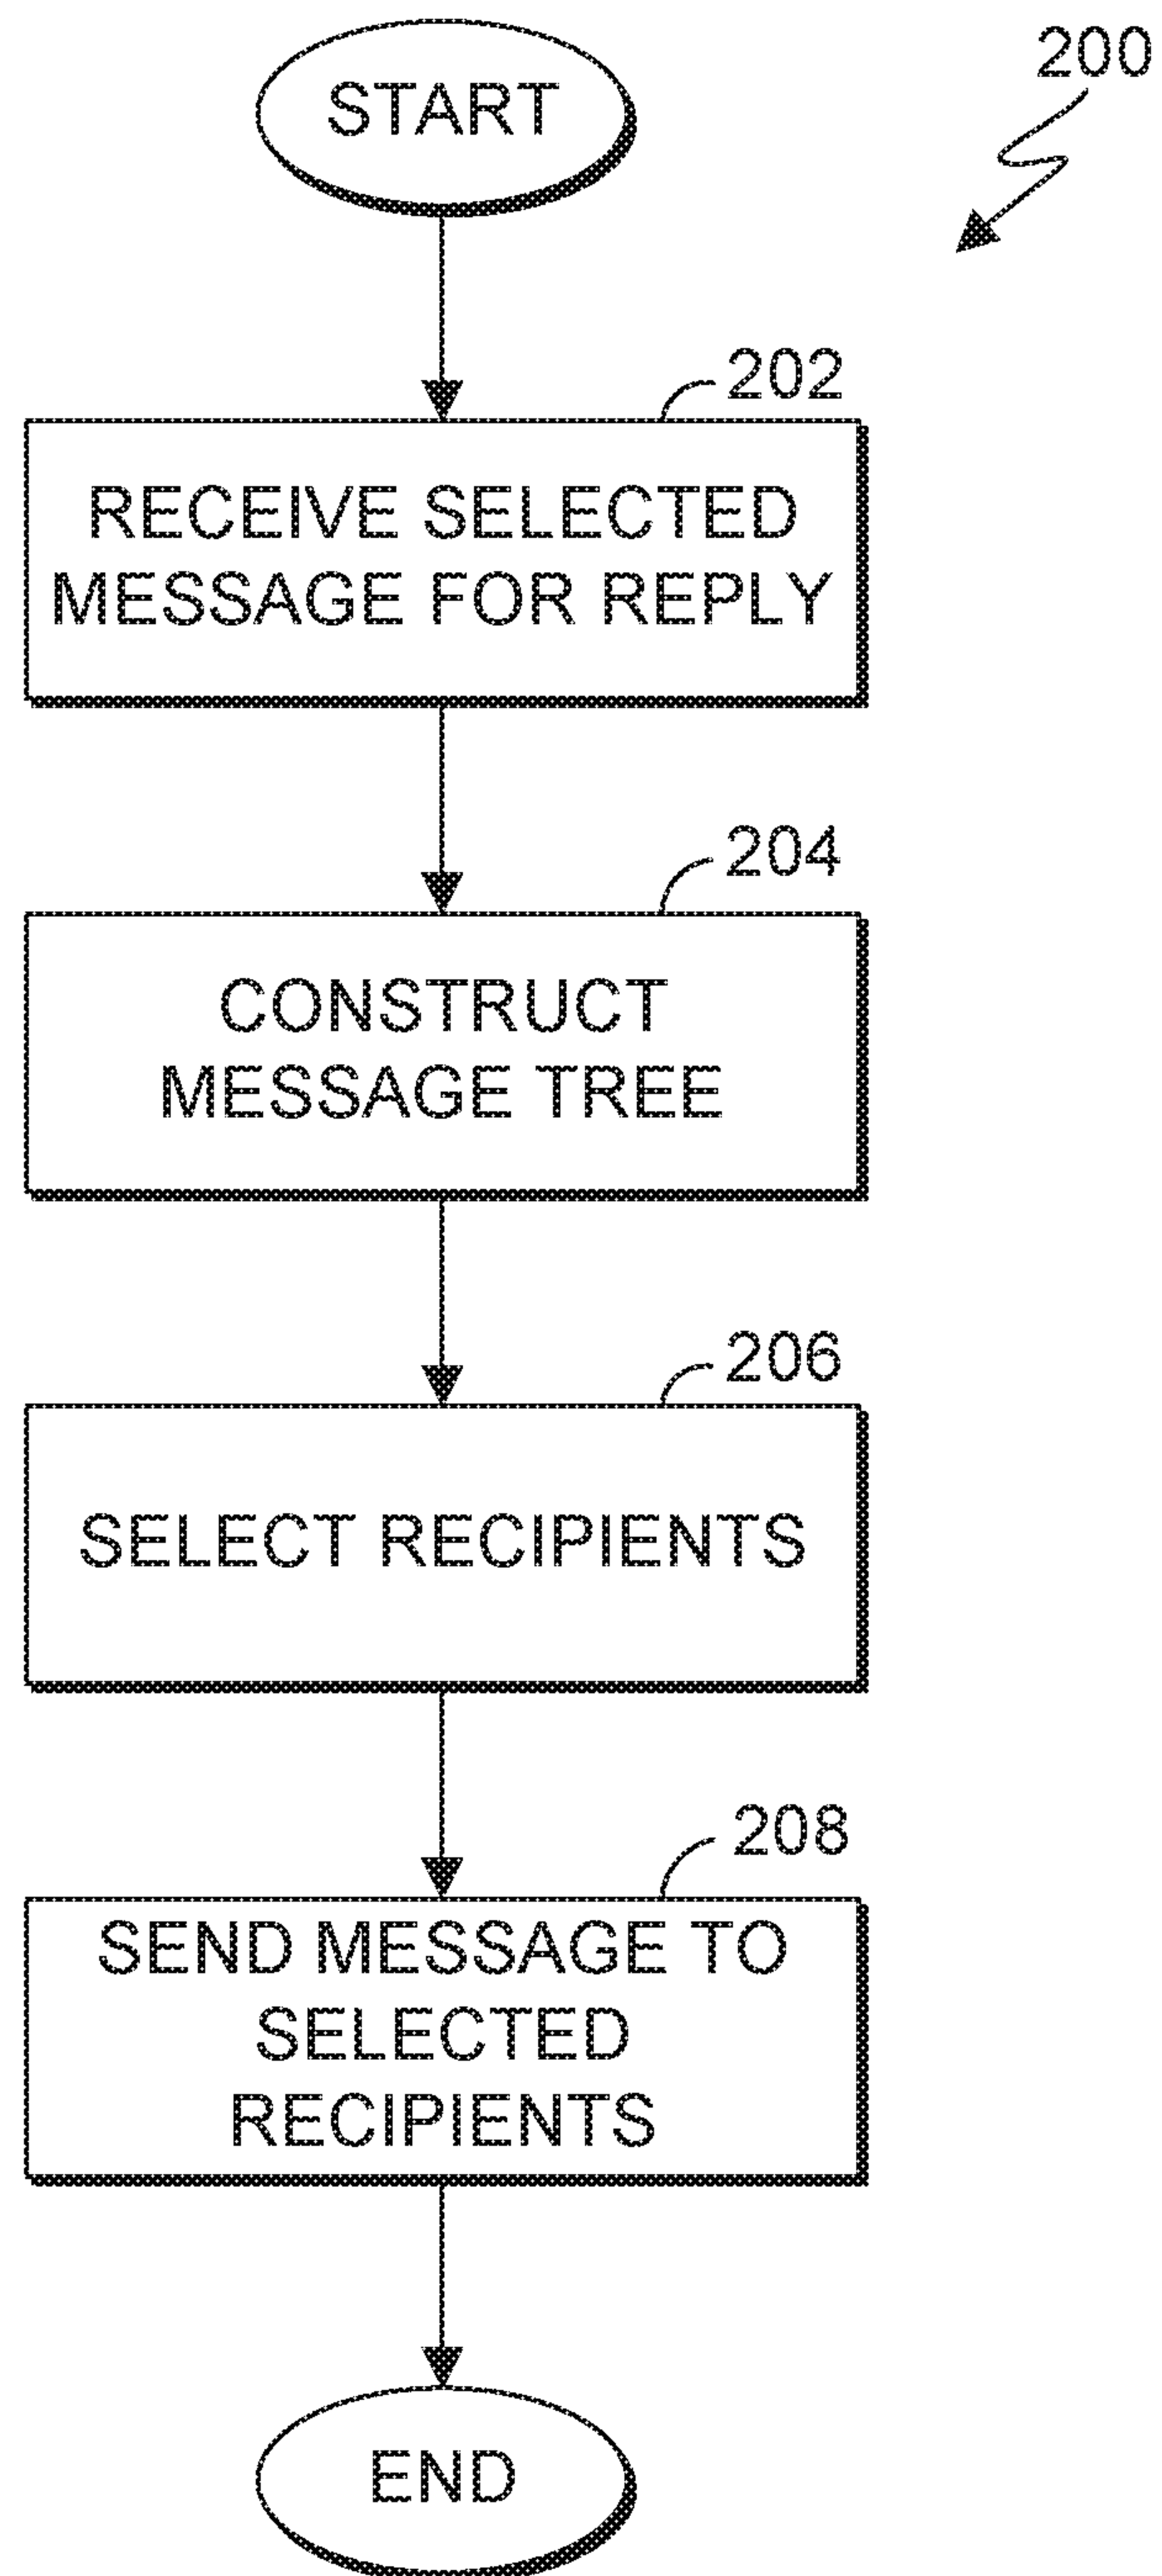 START
200
202
RECEIVE SELECTED
MESSAGE FOR REPLY
204
CONSTRUCT
MESSAGE TREE
206
SELECT RECIPIENTS
208
SEND MESSAGE TO
SELECTED
RECIPIENTS
END